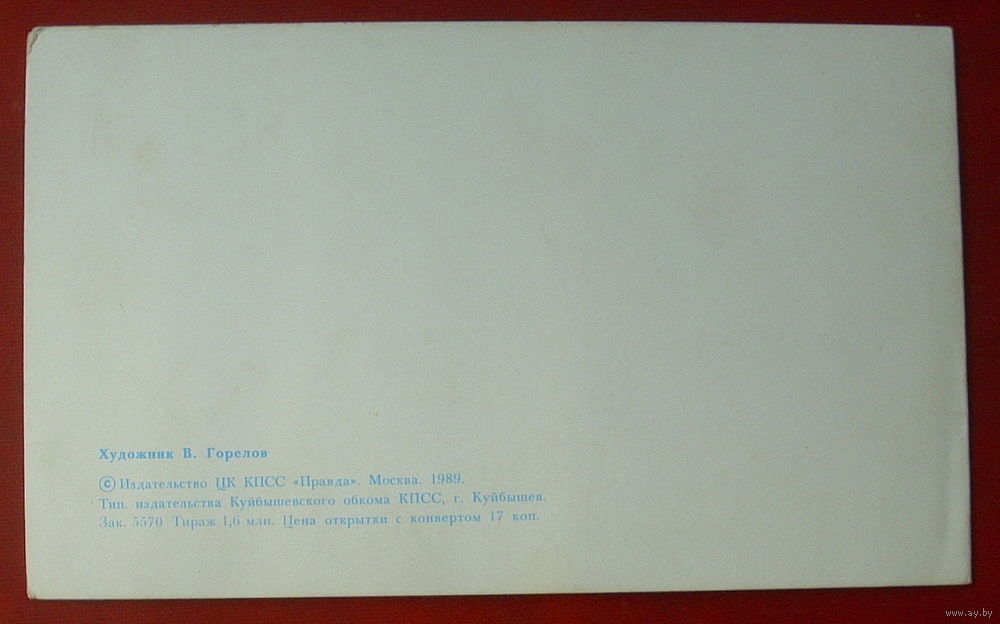 Художник В. Горелов
© Издательство ЦК КПСС «Правда». Москва. 1989.
Тип. издательства Куйбышевского обкома КПСС, г. Куйбышев.
Зак. 5570 Тираж 1,6 млн. Цена открытки с конвертом 17 коп.
www.ay.by